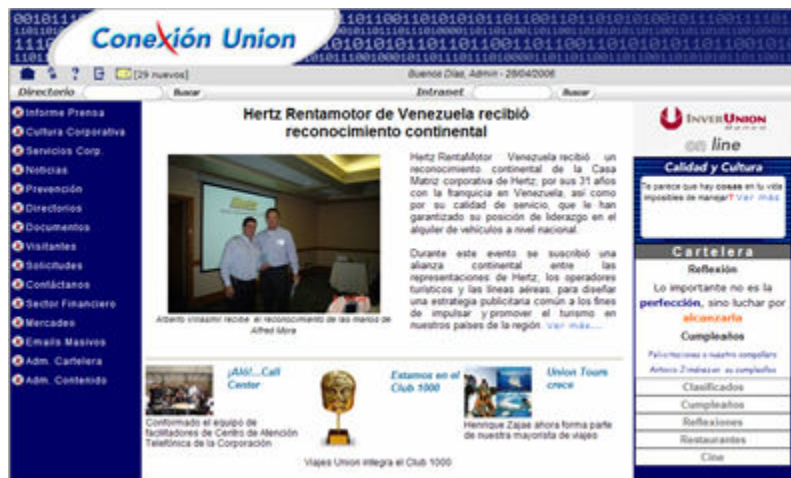 Conexión Union
[29 nuevos]
Buenos Días, Admin - 28/04/2006
Directorio
Buscar
Intranet
Buscar
Informe Prensa
Cultura Corporativa
Servicios Corp.
Noticias
Prevención
Directorios
Documentos
Visitantes
Solicitudes
Contáctanos
Sector Financiero
Mercadeo
Emails Masivos
Adm. Cartelera
Adm. Contenido
Hertz Rentamotor de Venezuela recibió
reconocimiento continental
Hertz RentaMotor Venezuela recibió un
reconocimiento continental de la Casa
Matriz corporativa de Hertz, por sus 31 años
con la franquicia en Venezuela, así como
por su calidad de servicio, que le han
garantizado su posición de liderazgo en el
alquiler de vehículos a nivel nacional.
Durante este evento se suscribió una
alianza continental entre las
representaciones de Hertz, los operadores
turísticos y las líneas aéreas, para diseñar
una estrategia publicitaria común a los fines
de impulsar y promover el turismo en
nuestros países de la región. Ver más....
Alberto Villasmil recibe el reconocimiento de las manos de
Alfred Mora
¡Aló!...Call
Center
Conformado el equipo de
facilitadores de Centro de Atención
Telefónica de la Corporación
Estamos en el
Club 1000
Viajes Union integra el Club 1000
Union Tours
crece
Henrique Zajae ahora forma parte
de nuestra mayorista de viajes
INVERUNION
Banco
on line
Calidad y Cultura
Te parece que hay cosas en tu vida
imposibles de manejar? Ver más
Cartelera
Reflexión
Lo importante no es la
perfección, sino luchar por
alcanzarla
Cumpleaños
Felicitaciones a nuestro compañero
Antonio Jiménez en su cumpleaños
Clasificados
Cumpleaños
Reflexiones
Restaurantes
Cine